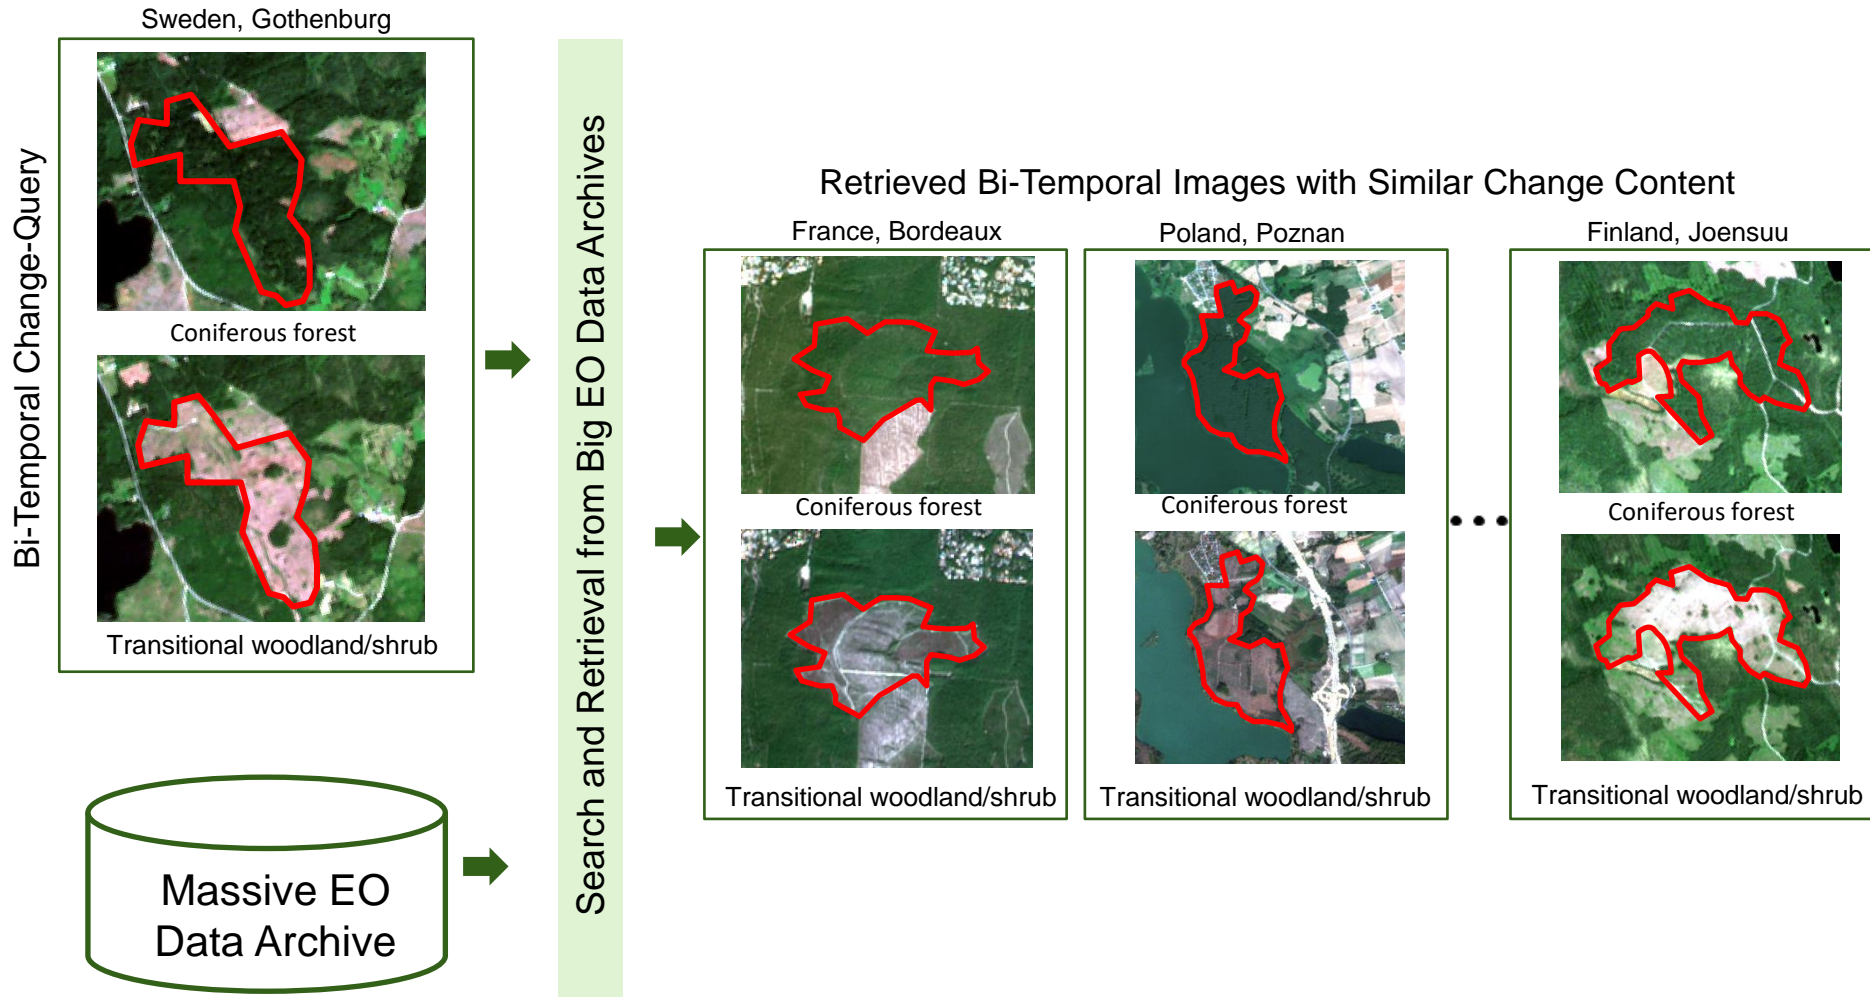 Sweden, Gothenburg
Bi-Temporal Change-Query
Coniferous forest
Transitional woodland/shrub
Massive EO
Data Archive
Search and Retrieval from Big EO Data Archives
Retrieved Bi-Temporal Images with Similar Change Content
France, Bordeaux
Coniferous forest
Transitional woodland/shrub
Poland, Poznan
Coniferous forest
Transitional woodland/shrub
...
Finland, Joensuu
Coniferous forest
Transitional woodland/shrub